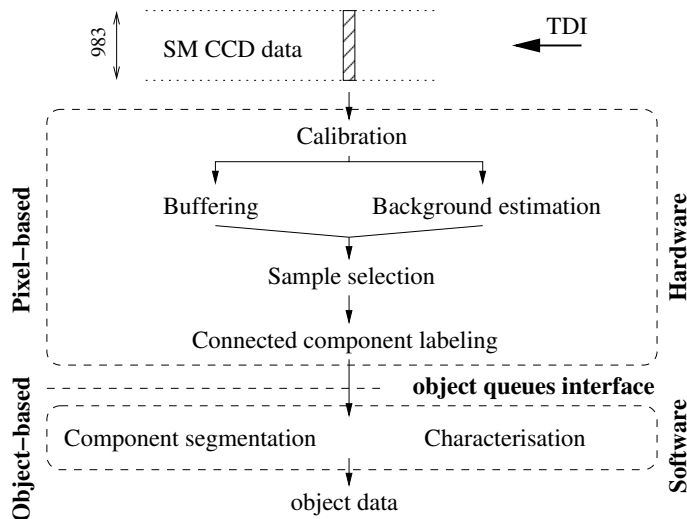 TDI
983
SM CCD data
Calibration
Buffering
Background estimation
Sample selection
Connected component labeling
Pixel-based
Hardware
object queues interface
Component segmentation
Characterisation
Object-based
Software
object data